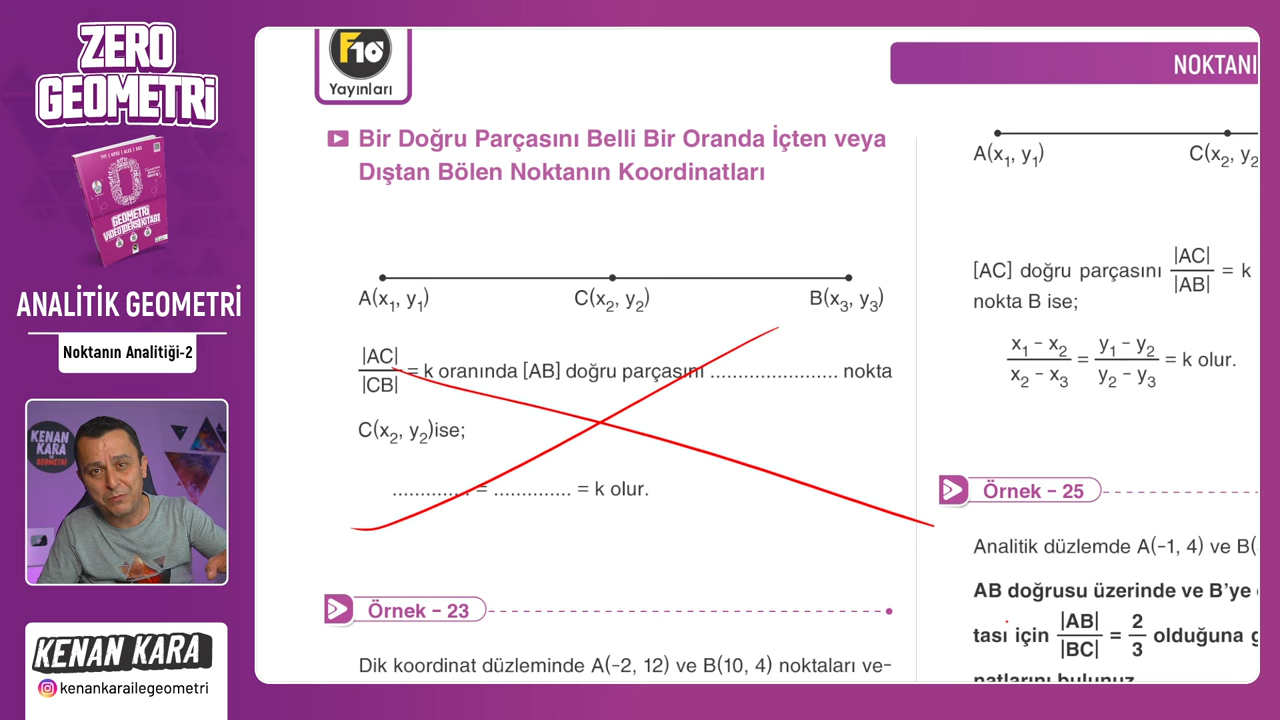 ZERO
GEOMETRİ
GEOMETRİ
VİDEO DERS KİTABI
ANALİTİK GEOMETRİ
Noktanın Analitiği-2
KENAN
KARA
GEOMETRİ
KENAN KARA
kenankarailegeometri
F10
Yayınları
Bir Doğru Parçasını Belli Bir Oranda İçten veya
Dıştan Bölen Noktanın Koordinatları
A(x₁, y₁) C(x₂, y₂) B(x₃, y₃)
|AC|/|CB| = k oranında [AB] doğru parçasını ....................... nokta
C(x₂, y₂)ise;
............. = .............. = k olur.
Örnek - 23
Dik koordinat düzleminde A(-2, 12) ve B(10, 4) noktaları ve-
NOKTANI
A(x₁, y₁) C(x₂, y₂
[AC] doğru parçasını |AC|/|AB| = k
nokta B ise;
x₁ - x₂/x₂ - x₃ = y₁ - y₂/y₂ - y₃ = k olur.
Örnek - 25
Analitik düzlemde A(-1, 4) ve B(
AB doğrusu üzerinde ve B'ye
tası için |AB|/|BC| = 2/3 olduğuna g
natlarını bulunuz